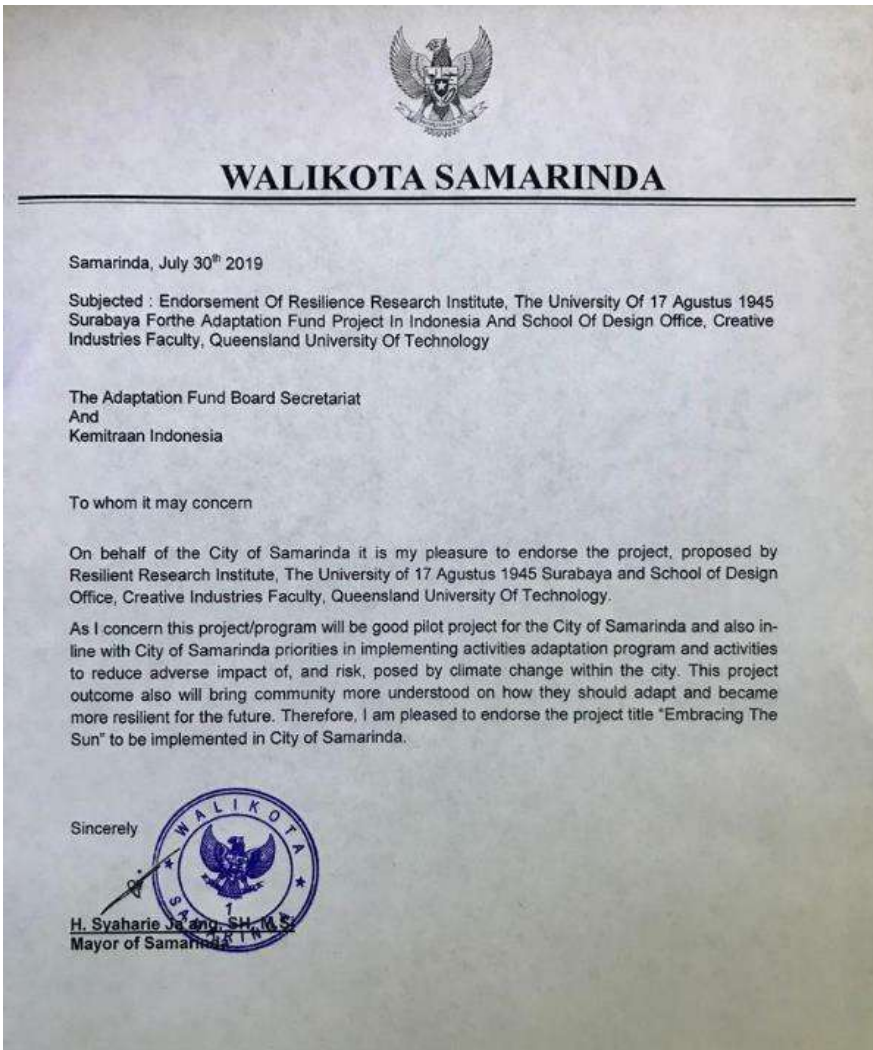 WALIKOTA SAMARINDA
Samarinda, July 30th 2019
Subjected : Endorsement Of Resilience Research Institute, The University Of 17 Agustus 1945
Surabaya Forthe Adaptation Fund Project In Indonesia And School Of Design Office, Creative
Industries Faculty, Queensland University Of Technology
The Adaptation Fund Board Secretariat
And
Kemitraan Indonesia
To whom it may concern
On behalf of the City of Samarinda it is my pleasure to endorse the project, proposed by
Resilient Research Institute, The University of 17 Agustus 1945 Surabaya and School of Design
Office, Creative Industries Faculty, Queensland University Of Technology.
As I concern this project/program will be good pilot project for the City of Samarinda and also in-
line with City of Samarinda priorities in implementing activities adaptation program and activities
to reduce adverse impact of, and risk, posed by climate change within the city. This project
outcome also will bring community more understood on how they should adapt and became
more resilient for the future. Therefore, I am pleased to endorse the project title "Embracing The
Sun" to be implemented in City of Samarinda.
Sincerely
WALIKOTA
SAMARINDA
1
H. Syaharie Ja'ang, SH, M.Si
Mayor of Samarinda